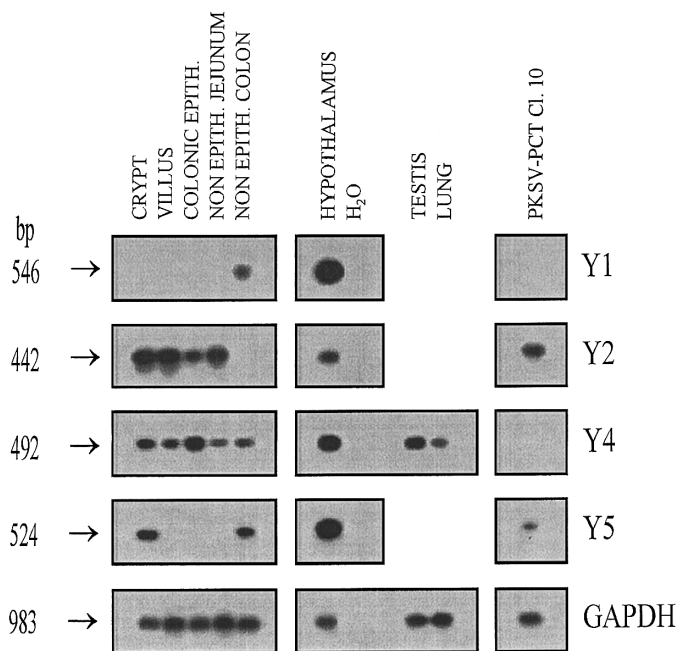 CRYPT
VILLUS
COLONIC EPITH.
NON EPITH. JEJUNUM
NON EPITH. COLON
HYPOTHALAMUS
H₂O
TESTIS
LUNG
PKSV-PCT Cl. 10
bp
546 → Y1
442 → Y2
492 → Y4
524 → Y5
983 → GAPDH